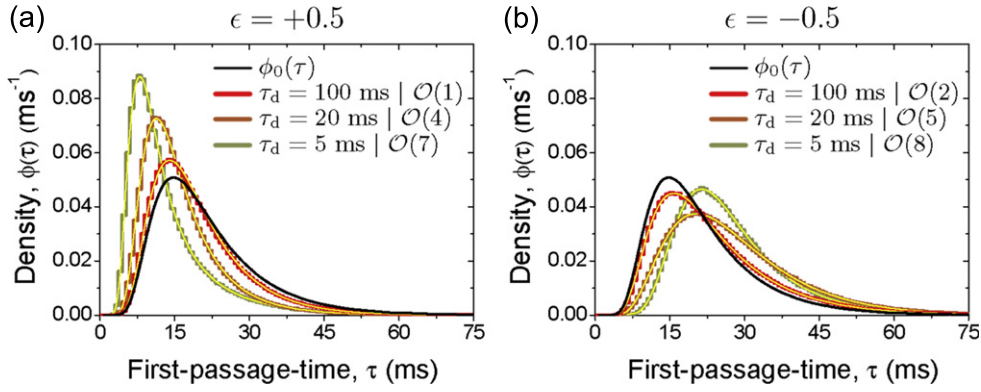 (a)
ϵ = +0.5
Density, ϕ(τ) (ms⁻¹)
0.10
0.08
0.06
0.04
0.02
0.00
ϕ₀(τ)
τ_d = 100 ms | 𝒪(1)
τ_d = 20 ms | 𝒪(4)
τ_d = 5 ms | 𝒪(7)
0 15 30 45 60 75
First-passage-time, τ (ms)
(b)
ϵ = −0.5
Density, ϕ(τ) (ms⁻¹)
0.10
0.08
0.06
0.04
0.02
0.00
ϕ₀(τ)
τ_d = 100 ms | 𝒪(2)
τ_d = 20 ms | 𝒪(5)
τ_d = 5 ms | 𝒪(8)
0 15 30 45 60 75
First-passage-time, τ (ms)